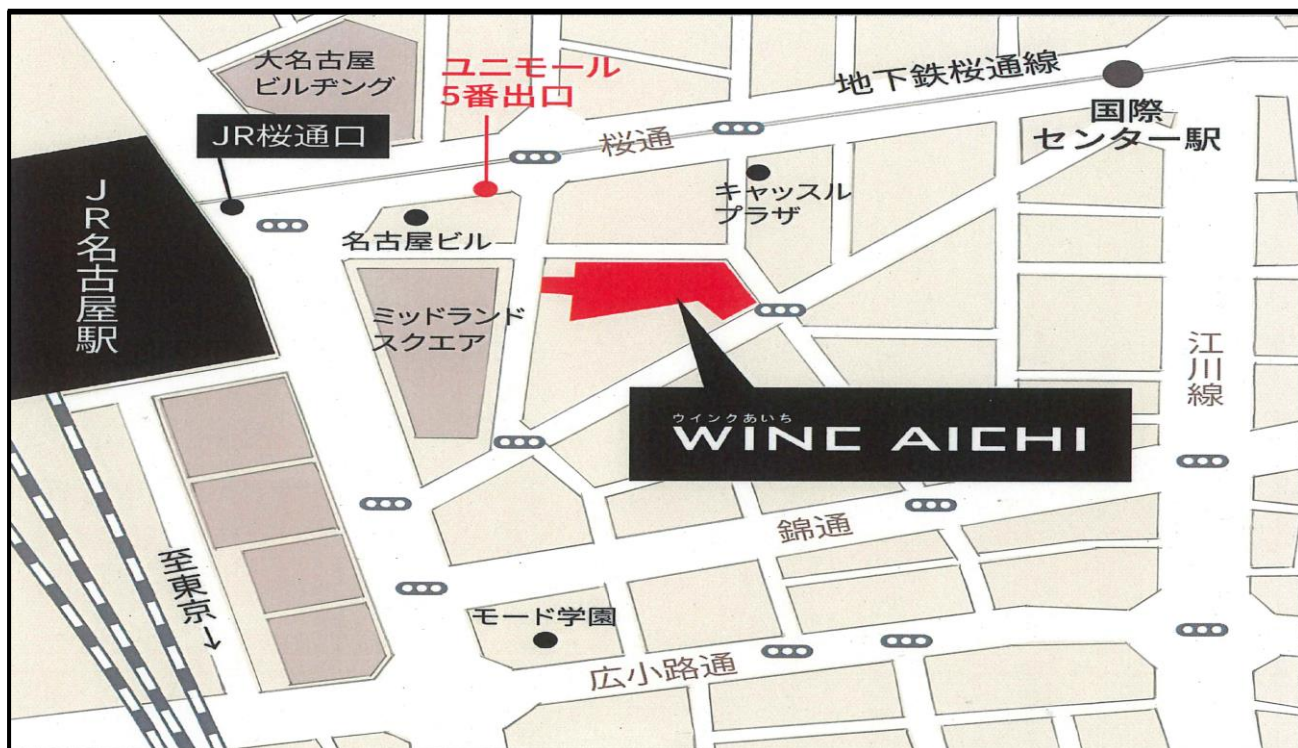 大名古屋
ビルヂング
ユニモール
5番出口
地下鉄桜通線
国際
センター駅
JR桜通口
桜通
キャッスル
プラザ
JR名古屋駅
名古屋ビル
ミッドランド
スクエア
江川線
ウインクあいち
WINC AICHI
錦通
至東京→
モード学園
広小路通